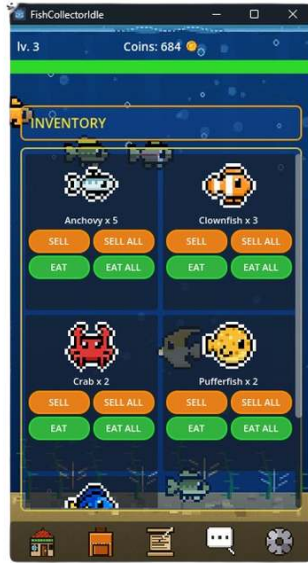 FishCollectorIdle
lv. 3 Coins: 684
INVENTORY
Anchovy x 5 Clownfish x 3
SELL SELL ALL SELL SELL ALL
EAT EAT ALL EAT EAT ALL
Crab x 2 Pufferfish x 2
SELL SELL ALL SELL SELL ALL
EAT EAT ALL EAT EAT ALL